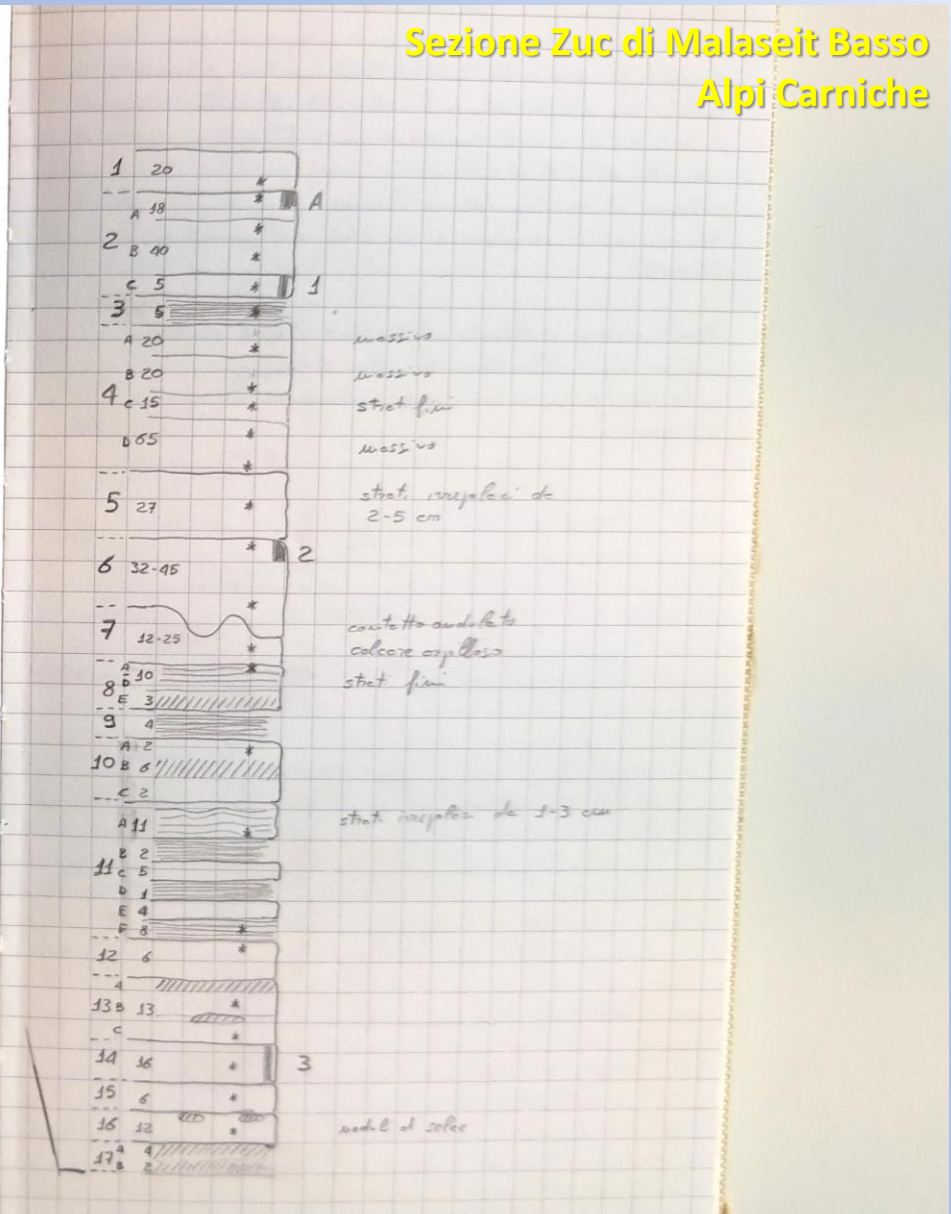 Sezione Zuc di Malaseit Basso
Alpi Carniche
1 20
A 18 A
2 B 40
C 5 1
3 5
A 20 massivo
B 20 massivo
4 C 15 strat fini
D 65 massivo
5 27 strat. irregolari da
2-5 cm
6 32-45 2
7 12-25 contatto ondulato
calcare argilloso
A
8 D 10 strat fini
E 3
9 4
A 2
10 B 6
C 2
A 11 strat. irregolari da 1-3 cm
B 2
11 C 5
D 1
E 4
F 8
12 6
A
13 B 13
C
14 16 3
15 6
16 12 noduli di selce
17 A 4
B 2